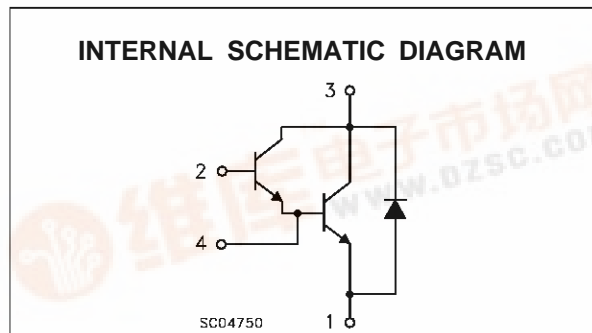 INTERNAL SCHEMATIC DIAGRAM
3
2
4
1
SC04750
维库电子市场网
www.dzsc.com